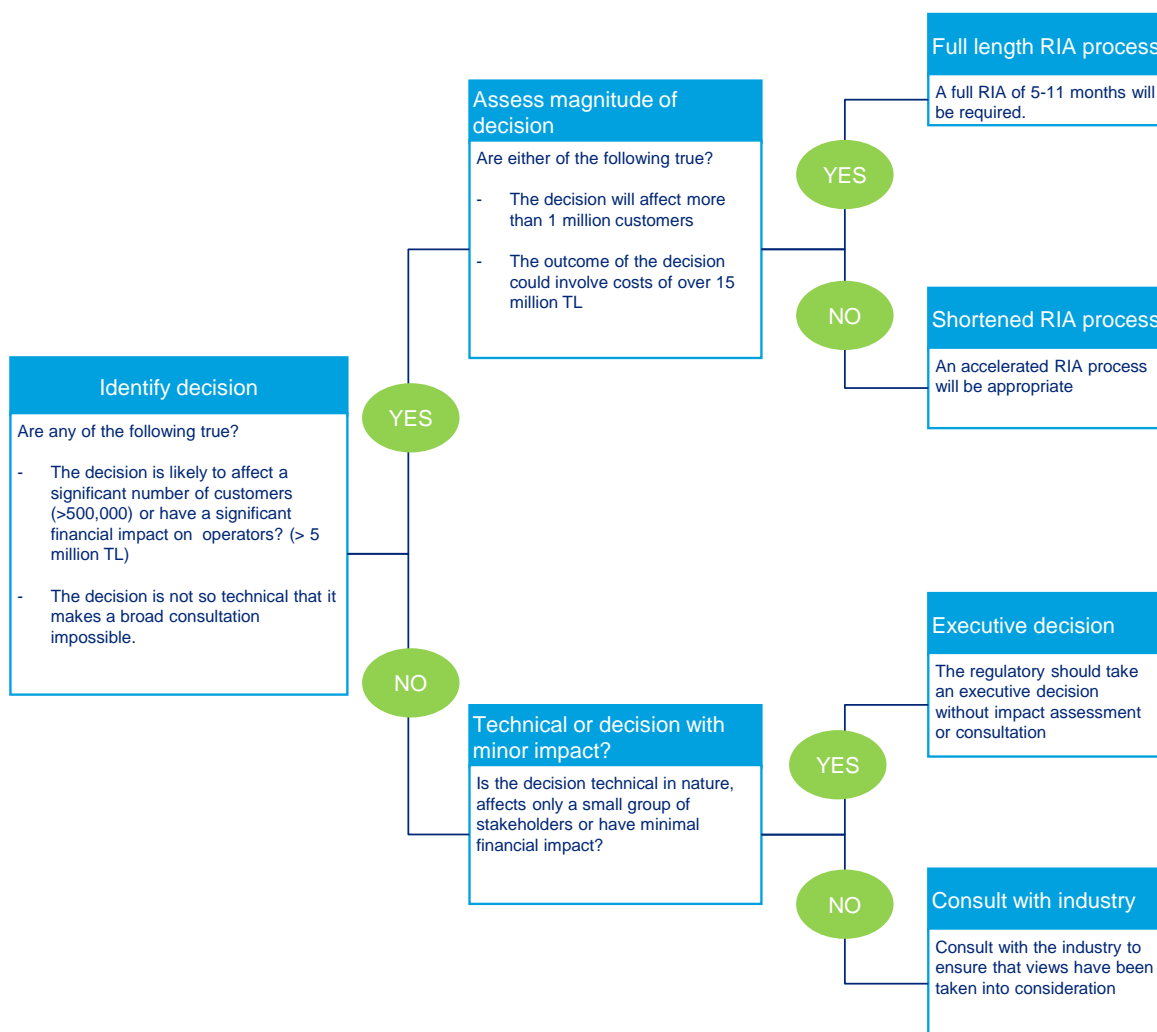 Identify decision
Are any of the following true?
- The decision is likely to affect a
significant number of customers
(>500,000) or have a significant
financial impact on operators? (> 5
million TL)
- The decision is not so technical that it
makes a broad consultation
impossible.
YES
NO
Assess magnitude of
decision
Are either of the following true?
- The decision will affect more
than 1 million customers
- The outcome of the decision
could involve costs of over 15
million TL
YES
NO
Full length RIA process
A full RIA of 5-11 months will
be required.
Shortened RIA process
An accelerated RIA process
will be appropriate
Technical or decision with
minor impact?
Is the decision technical in nature,
affects only a small group of
stakeholders or have minimal
financial impact?
YES
NO
Executive decision
The regulatory should take
an executive decision
without impact assessment
or consultation
Consult with industry
Consult with the industry to
ensure that views have been
taken into consideration